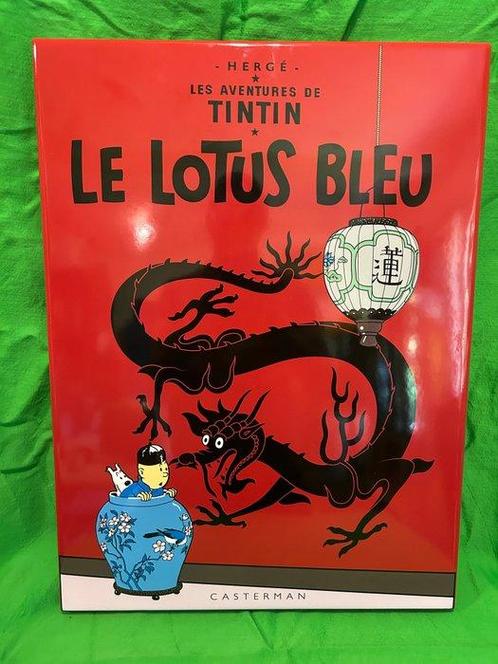 - HERGÉ -
LES AVENTURES DE
TINTIN
LE LOTUS BLEU
蓮
CASTERMAN